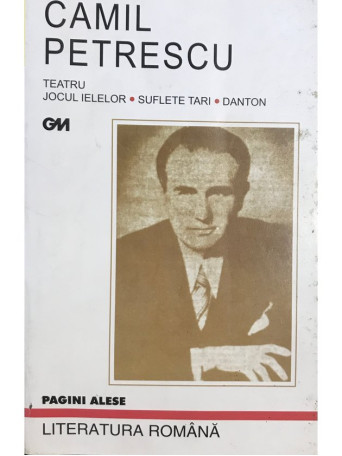 CAMIL
PETRESCU
TEATRU
JOCUL IELELOR • SUFLETE TARI • DANTON
GM
PAGINI ALESE
LITERATURA ROMÂNĂ